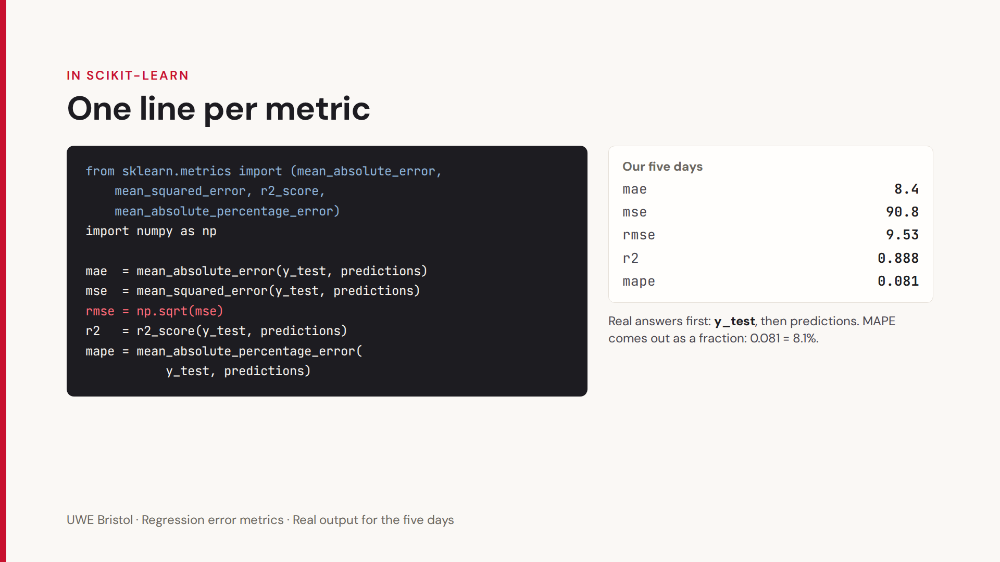 IN SCIKIT-LEARN
One line per metric
from sklearn.metrics import (mean_absolute_error,
    mean_squared_error, r2_score,
    mean_absolute_percentage_error)
import numpy as np

mae  = mean_absolute_error(y_test, predictions)
mse  = mean_squared_error(y_test, predictions)
rmse = np.sqrt(mse)
r2   = r2_score(y_test, predictions)
mape = mean_absolute_percentage_error(
           y_test, predictions)
Our five days
mae 8.4
mse 90.8
rmse 9.53
r2 0.888
mape 0.081
Real answers first: y_test, then predictions. MAPE
comes out as a fraction: 0.081 = 8.1%.
UWE Bristol · Regression error metrics · Real output for the five days